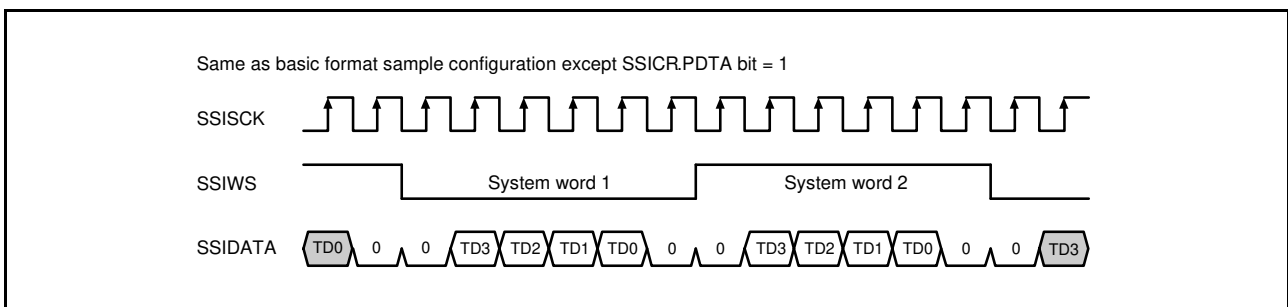 Same as basic format sample configuration except SSICR.PDTA bit = 1
SSISCK
SSIWS System word 1 System word 2
SSIDATA TD0 0 0 TD3 TD2 TD1 TD0 0 0 TD3 TD2 TD1 TD0 0 0 TD3